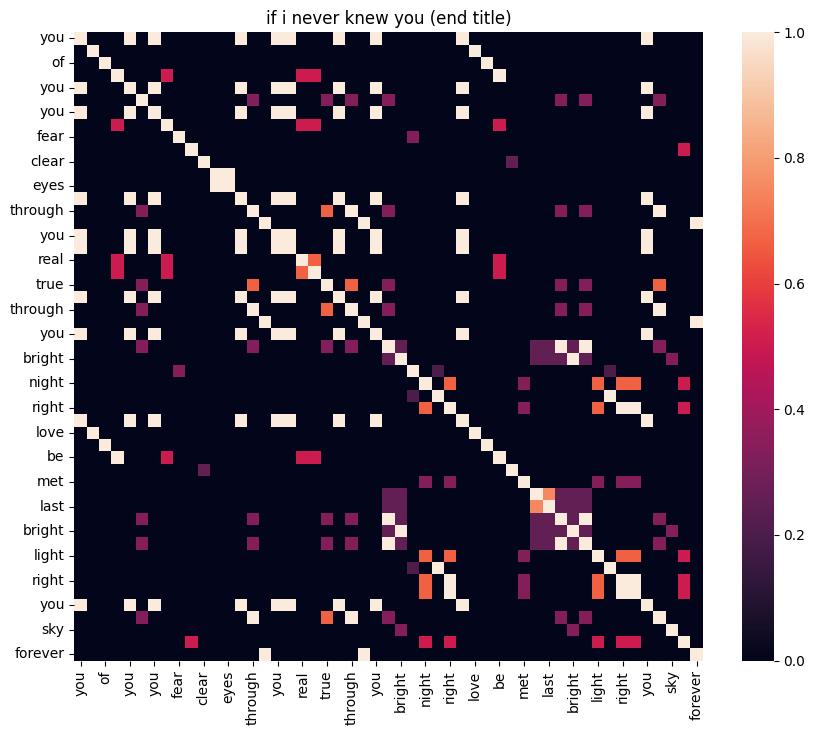 if i never knew you (end title)
you
of
you
you
fear
clear
eyes
through
you
real
true
through
you
bright
night
right
love
be
met
last
bright
light
right
you
sky
forever
1.0
0.8
0.6
0.4
0.2
0.0
you
of
you
you
fear
clear
eyes
through
you
real
true
through
you
bright
night
right
love
be
met
last
bright
light
right
you
sky
forever